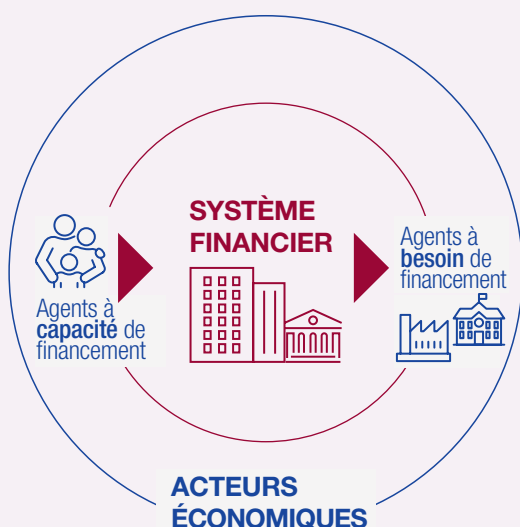 SYSTÈME
FINANCIER
Agents à
capacité de
financement
Agents à
besoin de
financement
ACTEURS
ÉCONOMIQUES